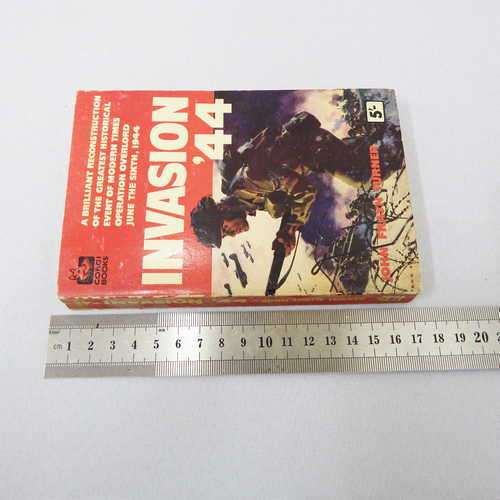 A BRILLIANT RECONSTRUCTION
OF THE GREATEST HISTORICAL
EVENT OF MODERN TIMES
OPERATION OVERLORD
JUNE THE SIXTH, 1944
INVASION
'44
CORGI
BOOKS
5/-
JOHN FRAYN TURNER
INVASION
cm 1 2 3 4 5 6 7 8 9 10 11 12 13 14 15 16 17 18 19 20